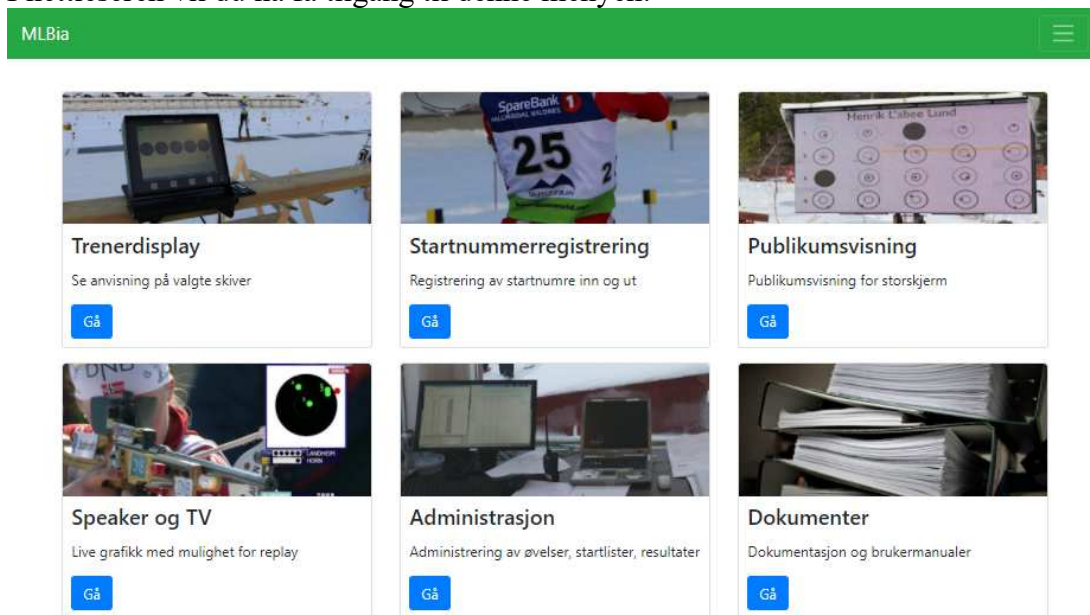 MLBia
SpareBank 1
25
Henrik L'abee Lund
Trenerdisplay
Startnummerregistrering
Publikumsvisning
Se anvisning på valgte skiver
Registrering av startnumre inn og ut
Publikumsvisning for storskjerm
Gå
Gå
Gå
LANDHEIM
HORN
Speaker og TV
Administrasjon
Dokumenter
Live grafikk med mulighet for replay
Administrering av øvelser, startlister, resultater
Dokumentasjon og brukermanualer
Gå
Gå
Gå